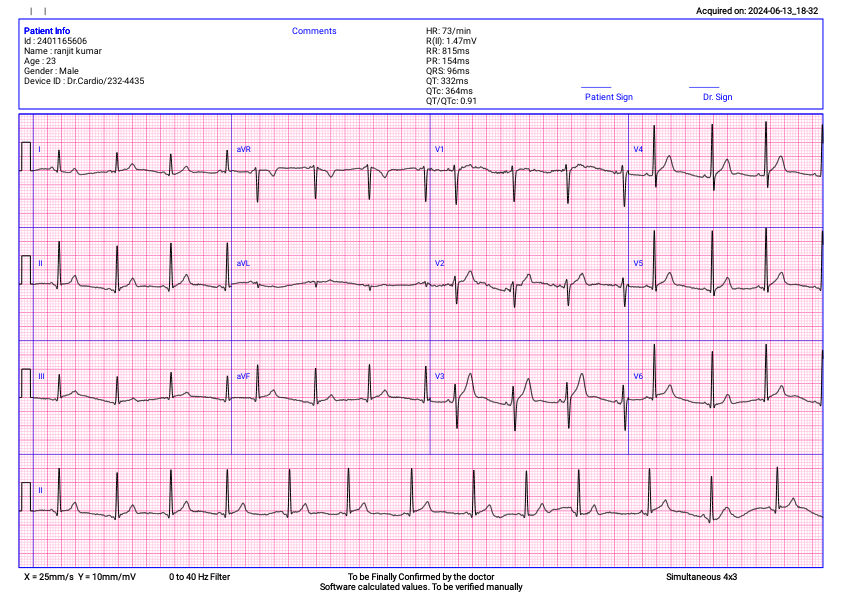 Acquired on: 2024-06-13_18-32
Patient Info
Id : 2401165606
Name : ranjit kumar
Age : 23
Gender : Male
Device ID : Dr.Cardio/232-4435
Comments
HR: 73/min
R(II): 1.47mV
RR: 815ms
PR: 154ms
QRS: 96ms
QT: 332ms
QTc: 364ms
QT/QTc: 0.91
Patient Sign
Dr. Sign
I
aVR
V1
V4
II
aVL
V2
V5
III
aVF
V3
V6
II
X = 25mm/s Y = 10mm/mV
0 to 40 Hz Filter
To be Finally Confirmed by the doctor
Software calculated values. To be verified manually
Simultaneous 4x3